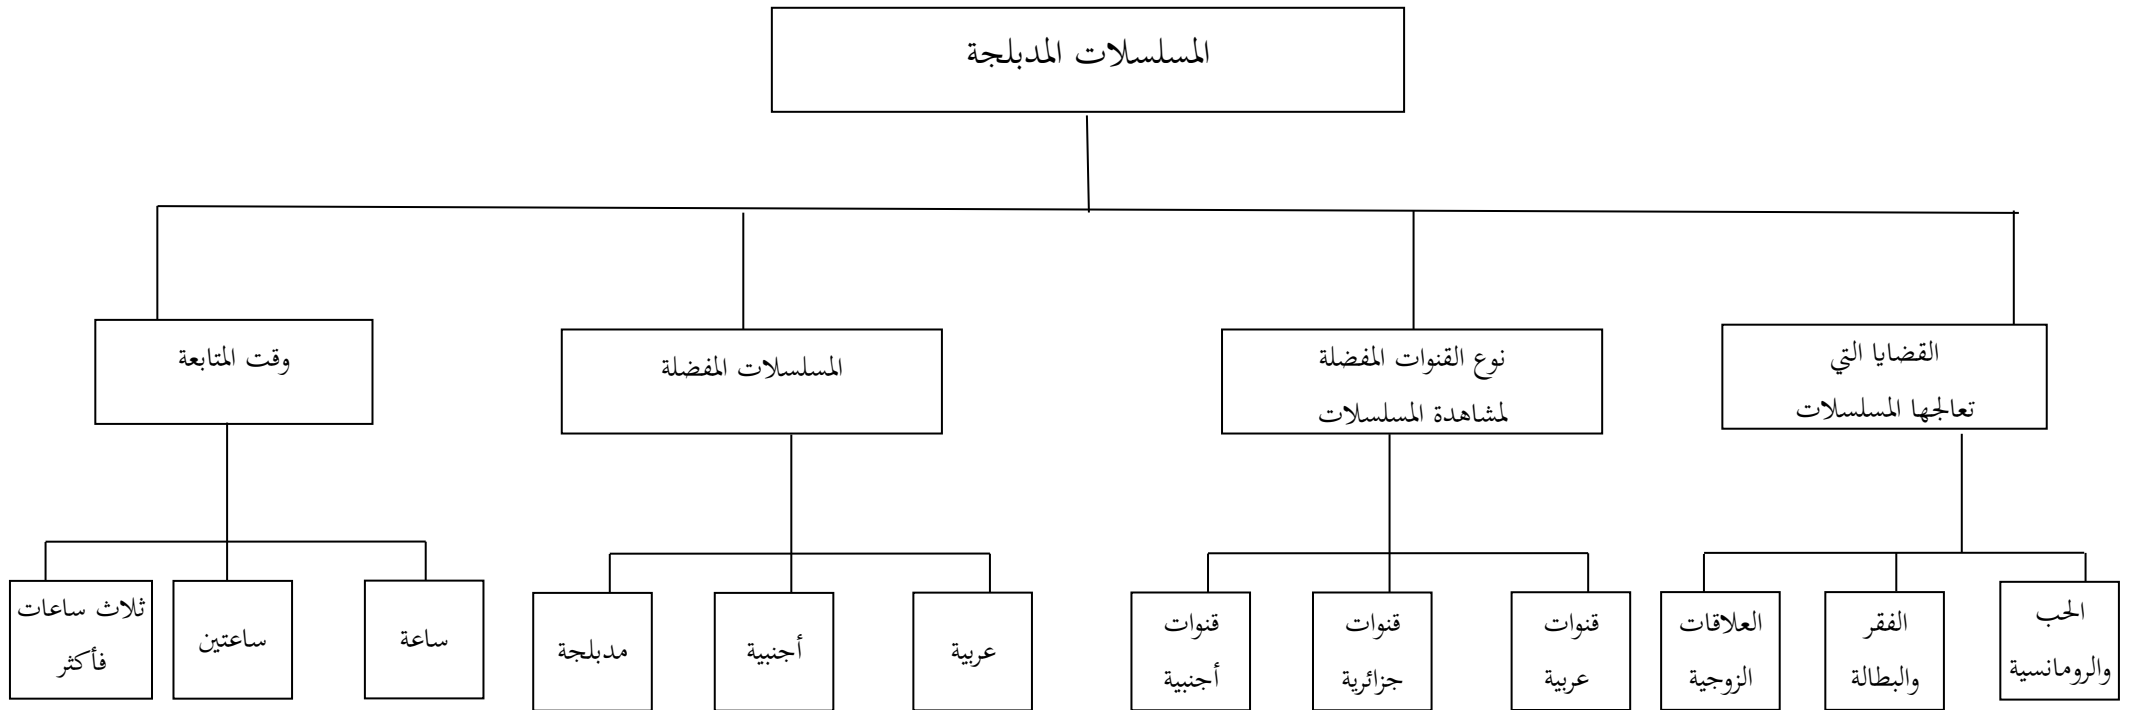 المسلسلات المدبلجة
القضايا التي
تعالجها المسلسلات
نوع القنوات المفضلة
لمشاهدة المسلسلات
المسلسلات المفضلة
وقت المتابعة
الحب
والرومانسية
الفقر
والبطالة
العلاقات
الزوجية
قنوات
عربية
قنوات
جزائرية
قنوات
أجنبية
عربية
أجنبية
مدبلجة
ساعة
ساعتين
ثلاث ساعات
فأكثر